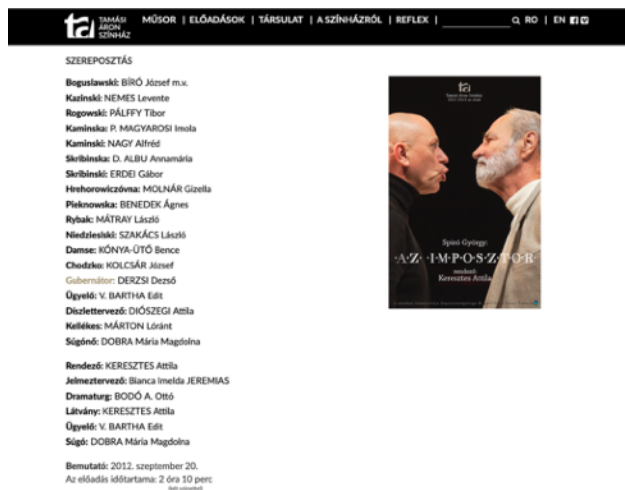 TAMÁSI
ÁRON
SZÍNHÁZ
MŰSOR | ELŐADÁSOK | TÁRSULAT | A SZÍNHÁZRÓL | REFLEX | RO | EN
SZEREPOSZTÁS
Boguslawski: BÍRÓ József m.v.
Kazinski: NEMES Levente
Rogowski: PÁLFFY Tibor
Kaminska: P. MAGYAROSI Imola
Kaminski: NAGY Alfréd
Skribinska: D. ALBU Annamária
Skribinski: ERDEI Gábor
Hrehorowiczóvna: MOLNÁR Gizella
Pieknowska: BENEDEK Ágnes
Rybak: MÁTRAY László
Niedzieslski: SZAKÁCS László
Damse: KÓNYA-ÜTŐ Bence
Chodzko: KOLCSÁR József
Gubernátor: DERZSI Dezső
Ügyelő: V. BARTHA Edit
Díszlettervező: DIÓSZEGI Attila
Kellékes: MÁRTON Lóránt
Súgónő: DOBRA Mária Magdolna
Rendező: KERESZTES Attila
Jelmeztervező: Bianca Imelda JEREMIAS
Dramaturg: BODÓ A. Ottó
Látvány: KERESZTES Attila
Ügyelő: V. BARTHA Edit
Súgó: DOBRA Mária Magdolna
Bemutató: 2012. szeptember 20.
Az előadás időtartama: 2 óra 10 perc
Spiró György:
AZ IMPOSZTOR
rendező:
Keresztes Attila